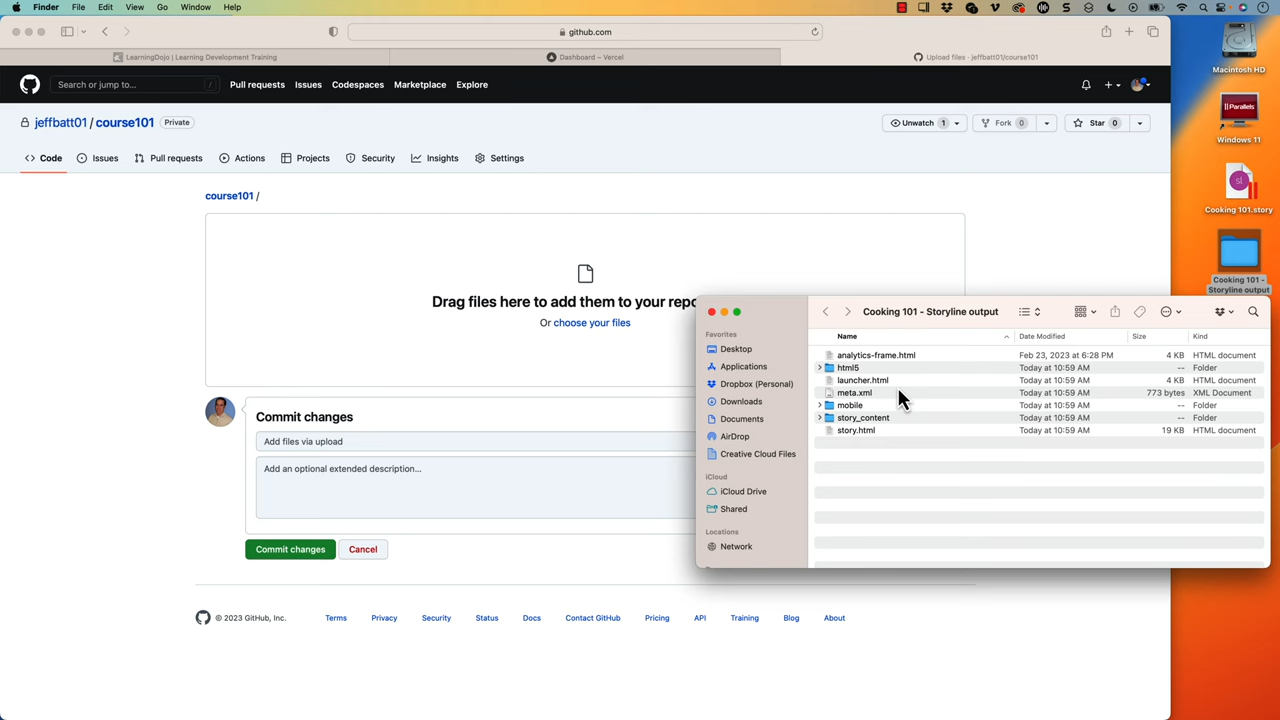 Finder File Edit View Go Window Help
github.com
LearningDojo | Learning Development Training
Dashboard – Vercel
Upload files · jeffbatt01/course101
Search or jump to... /
Pull requests Issues Codespaces Marketplace Explore
jeffbatt01 / course101 Private
Unwatch 1
Fork 0
Star 0
Code Issues Pull requests Actions Projects Security Insights Settings
course101 /
Drag files here to add them to your repo
Or choose your files
Commit changes
Add files via upload
Add an optional extended description...
Commit changes Cancel
© 2023 GitHub, Inc. Terms Privacy Security Status Docs Contact GitHub Pricing API Training Blog About
Cooking 101 - Storyline output
Favorites
Desktop
Applications
Dropbox (Personal)
Downloads
Documents
AirDrop
Creative Cloud Files
iCloud
iCloud Drive
Shared
Locations
Network
Name Date Modified Size Kind
analytics-frame.html Feb 23, 2023 at 6:28 PM 4 KB HTML document
html5 Today at 10:59 AM -- Folder
launcher.html Today at 10:59 AM 4 KB HTML document
meta.xml Today at 10:59 AM 773 bytes XML Document
mobile Today at 10:59 AM -- Folder
story_content Today at 10:59 AM -- Folder
story.html Today at 10:59 AM 19 KB HTML document
Macintosh HD
|| Parallels
Windows 11
sl
Cooking 101.story
Cooking 101 -
Storyline output